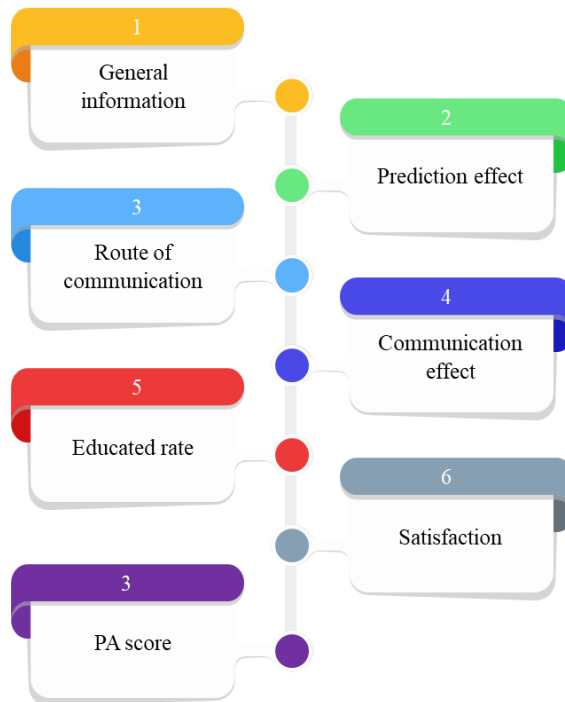 1
General
information
2
Prediction effect
3
Route of
communication
4
Communication
effect
5
Educated rate
6
Satisfaction
3
PA score